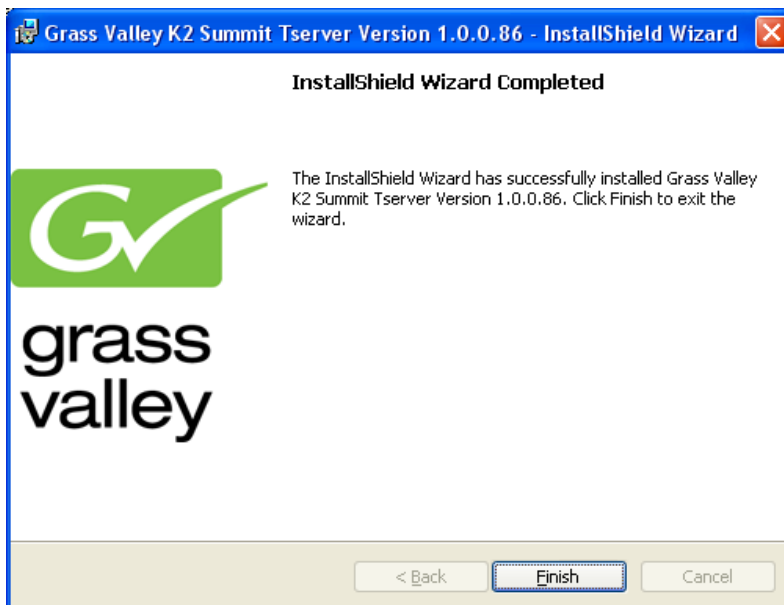 Grass Valley K2 Summit Tserver Version 1.0.0.86 - InstallShield Wizard
InstallShield Wizard Completed
The InstallShield Wizard has successfully installed Grass Valley
K2 Summit Tserver Version 1.0.0.86. Click Finish to exit the
wizard.
GV
grass
valley
< Back
Finish
Cancel